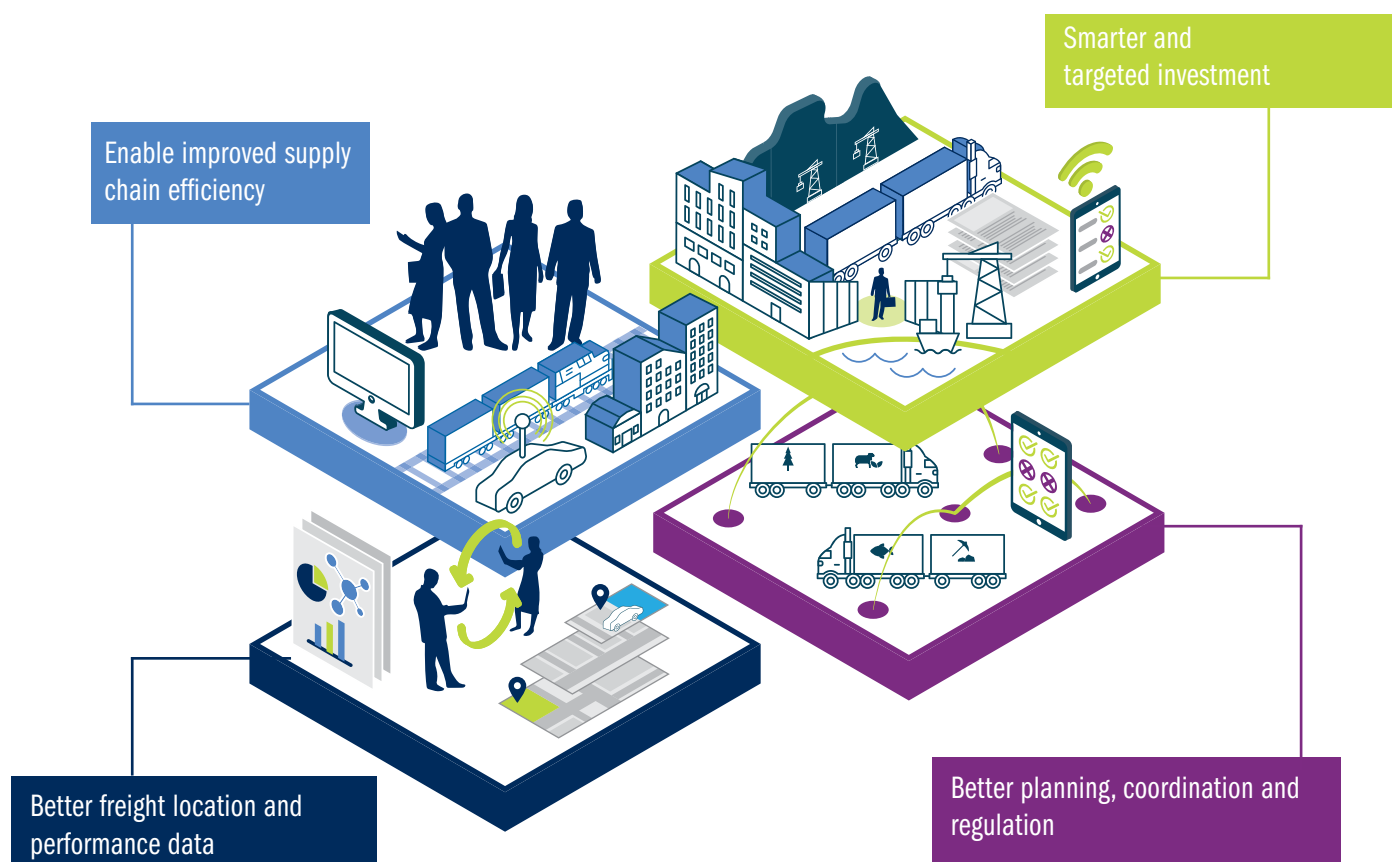 Smarter and
targeted investment
Enable improved supply
chain efficiency
Better freight location and
performance data
Better planning, coordination and
regulation